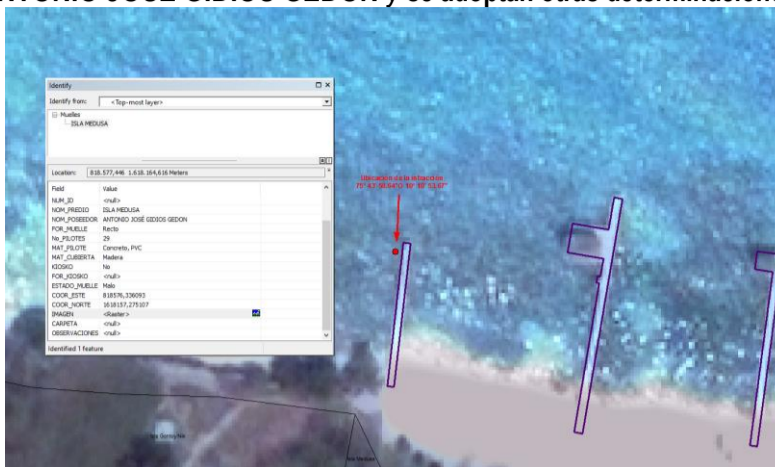 ANTONIO JOSÉ GIDIOS GEDON y se adoptan otras determinaciones
Identify
Identify from: <Top-most layer>
Muelles
ISLA MEDUSA
Location: 818.577,446 1.618.164,616 Meters
Field Value
NUM_ID <null>
NOM_PREDIO ISLA MEDUSA
NOM_POSEEDOR ANTONIO JOSÉ GIDIOS GEDON
FOR_MUELLE Recto
No_PILOTES 29
MAT_PILOTE Concreto, PVC
MAT_CUBIERTA Madera
KIOSKO No
FOR_KIOSKO <null>
ESTADO_MUELLE Malo
COOR_ESTE 818576,336093
COOR_NORTE 1618157,275107
IMAGEN <Raster>
CARPETA <null>
OBSERVACIONES <null>
Identified 1 feature
Ubicación de la infracción